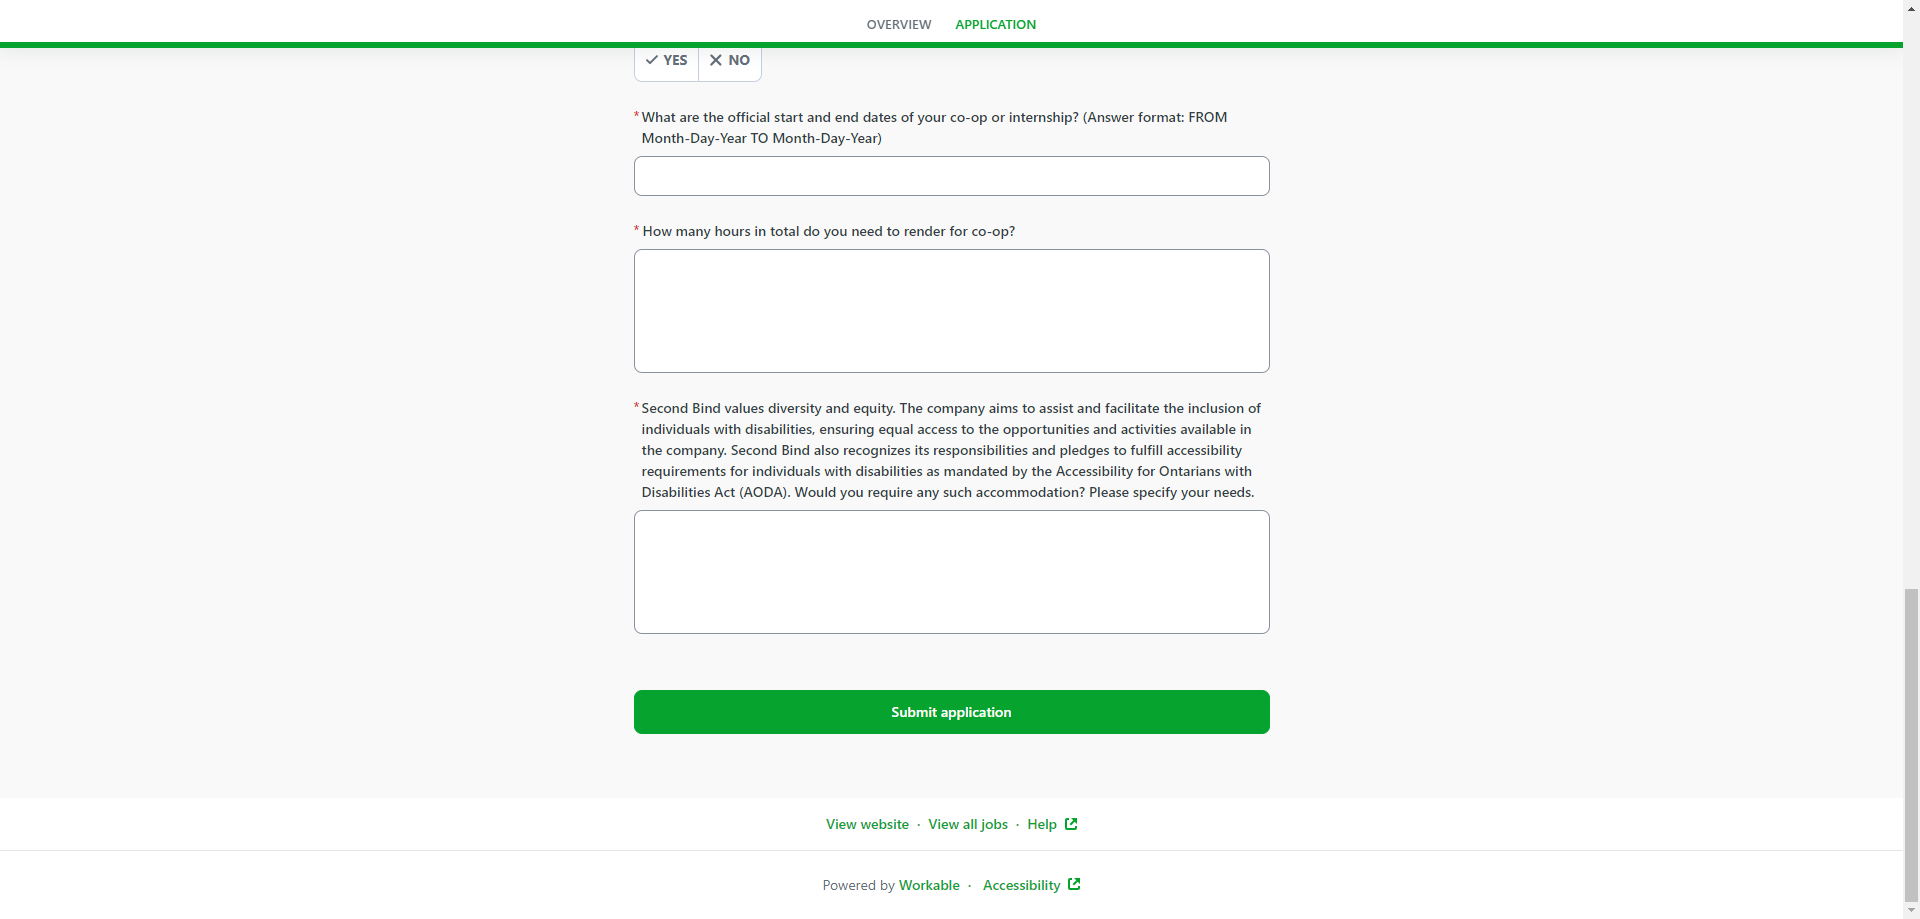 OVERVIEW APPLICATION
YES NO
*What are the official start and end dates of your co-op or internship? (Answer format: FROM
Month-Day-Year TO Month-Day-Year)
*How many hours in total do you need to render for co-op?
*Second Bind values diversity and equity. The company aims to assist and facilitate the inclusion of
individuals with disabilities, ensuring equal access to the opportunities and activities available in
the company. Second Bind also recognizes its responsibilities and pledges to fulfill accessibility
requirements for individuals with disabilities as mandated by the Accessibility for Ontarians with
Disabilities Act (AODA). Would you require any such accommodation? Please specify your needs.
Submit application
View website · View all jobs · Help
Powered by Workable · Accessibility